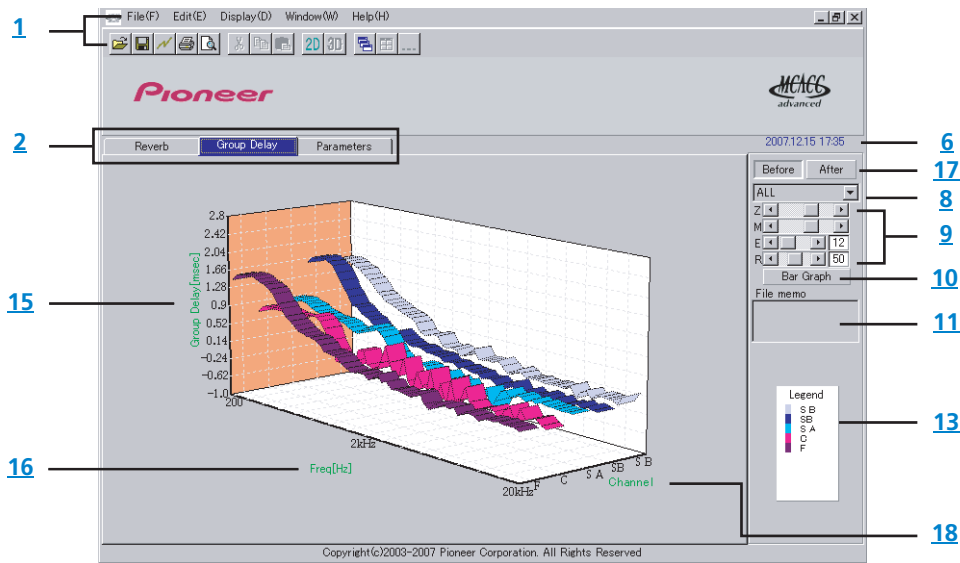 File(F) Edit(E) Display(D) Window(W) Help(H)
1
2D 3D ...
Pioneer
MCACC
advanced
2
Reverb Group Delay Parameters
2007.12.15 17:35
6
Before After
17
ALL
8
Z
M
9
E 12
R 50
Bar Graph
10
File memo
11
2.8
2.42
2.04
1.66
1.28
0.9
0.52
0.14
-0.24
-0.62
-1.0
Group Delay[msec]
15
200
2kHz
20kHz
Freq[Hz]
16
F C S A SB S B
Channel
18
Legend
S B
SB
S A
C
F
13
Copyright(c)2003-2007 Pioneer Corporation. All Rights Reserved